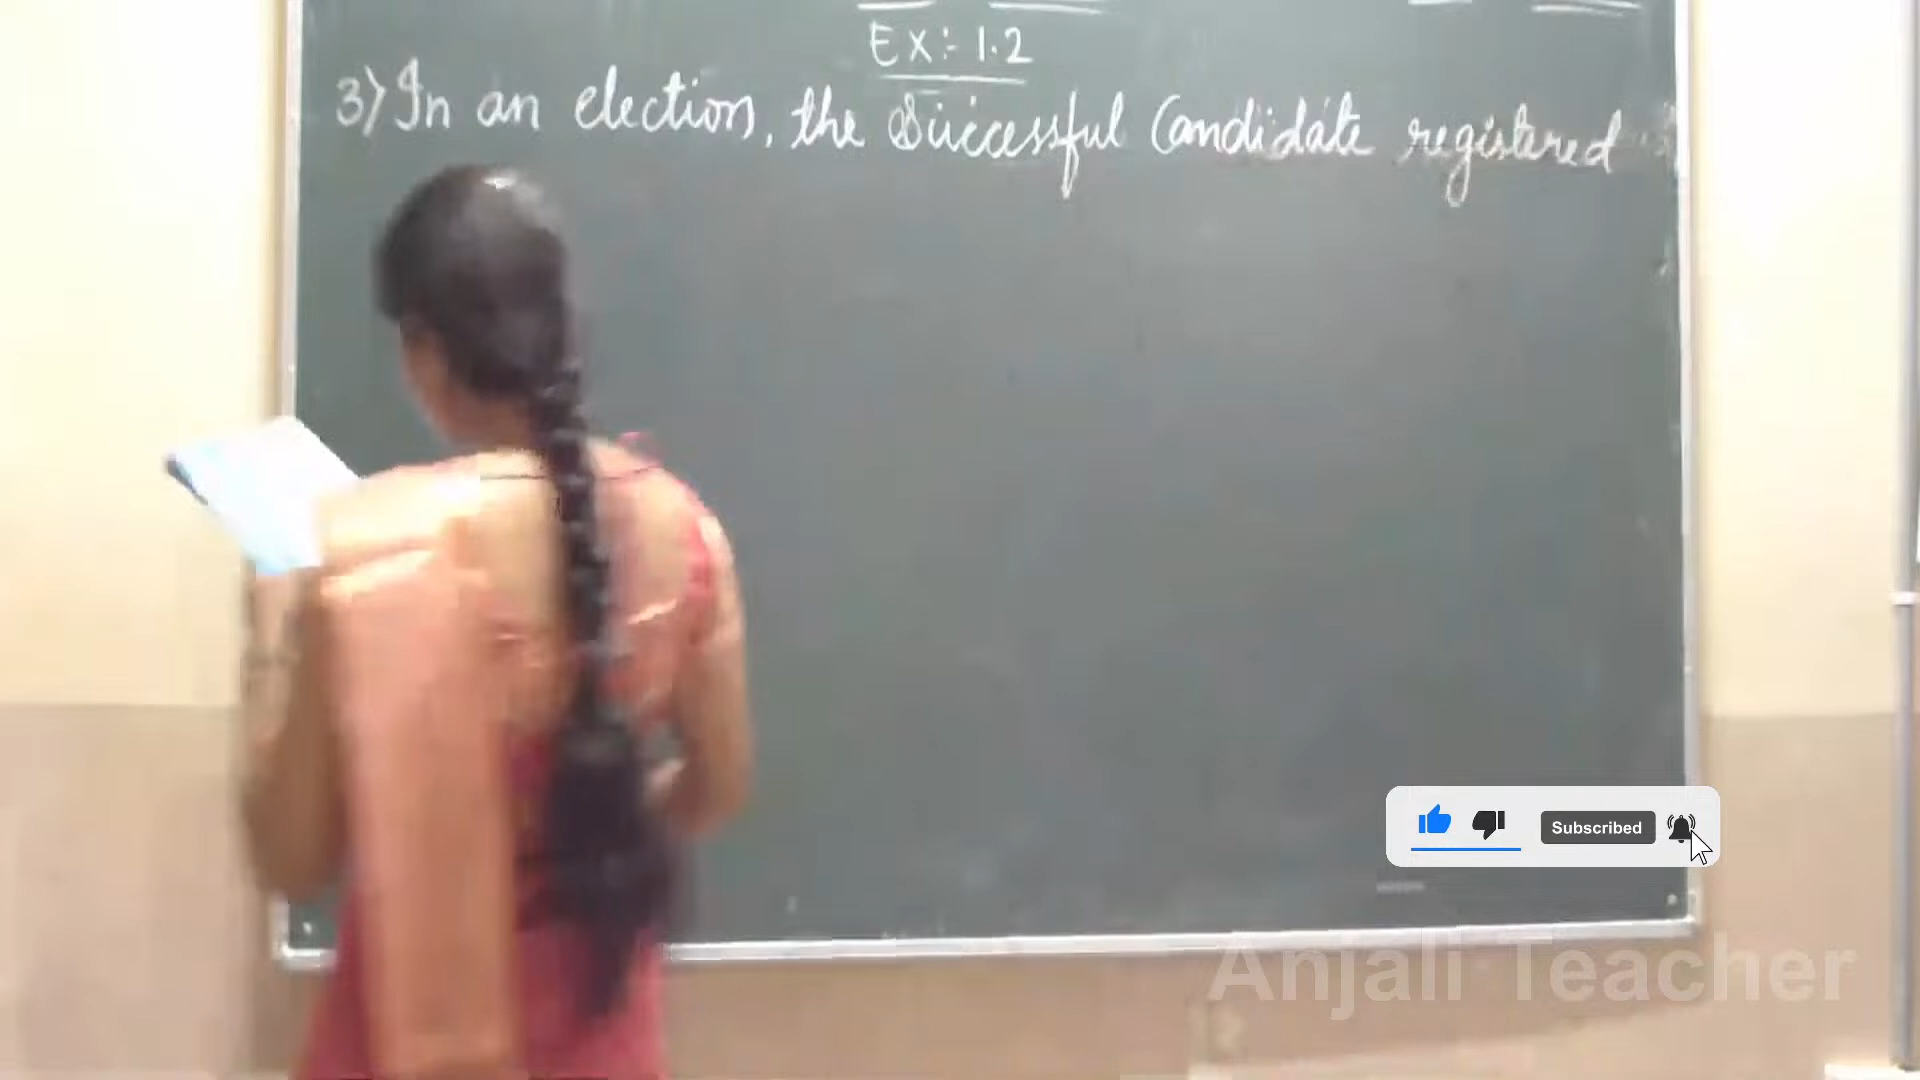 Ex:- 1.2
3) In an election, the Successful Candidate registered
Subscribed
Anjali Teacher